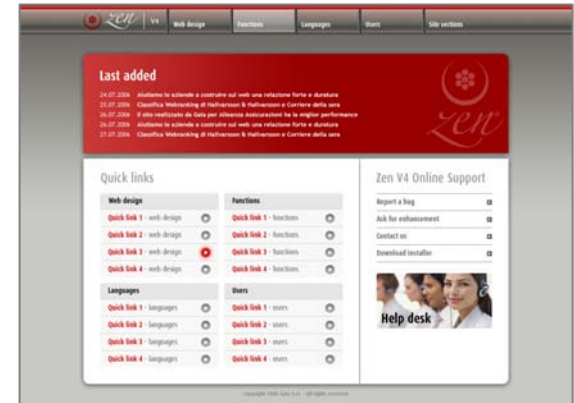 Zen V4 Web design Functions Languages Users Site sections
Last added
24.07.2006 Aiutiamo le aziende a costruire sul web una relazione forte e duratura
25.07.2006 Classifica Webranking di Hallvarsson & Hallvarsson e Corriere della sera
26.07.2006 Il sito realizzato da Gaia per Alleanza Assicurazioni ha la miglior performance
26.07.2006 Aiutiamo le aziende a costruire sul web una relazione forte e duratura
27.07.2006 Classifica Webranking di Hallvarsson & Hallvarsson e Corriere della sera
zen
Quick links
Web design
Quick link 1 - web design
Quick link 2 - web design
Quick link 3 - web design
Quick link 4 - web design
Functions
Quick link 1 - functions
Quick link 2 - functions
Quick link 3 - functions
Quick link 4 - functions
Languages
Quick link 1 - languages
Quick link 2 - languages
Quick link 3 - languages
Quick link 4 - languages
Users
Quick link 1 - users
Quick link 2 - users
Quick link 3 - users
Quick link 4 - users
Zen V4 Online Support
Report a bug
Ask for enhancement
Contact us
Download installer
Help desk
Copyright 2006 - All rights reserved